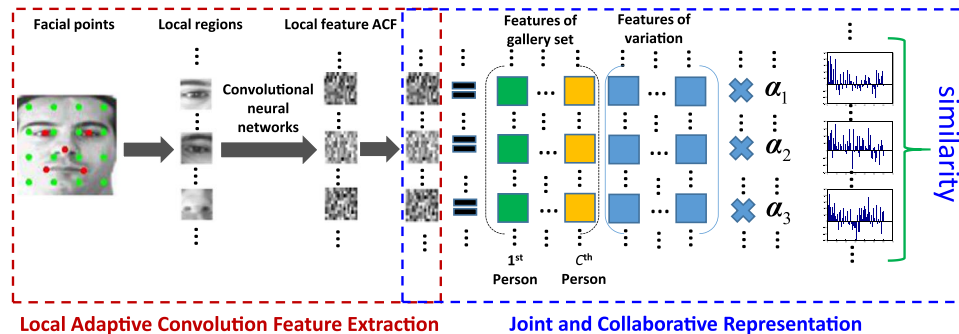 Facial points
Local regions
Local feature ACF
Features of
gallery set
Features of
variation
Convolutional
neural
networks
α1
α2
α3
similarity
1st
Person
Cth
Person
Local Adaptive Convolution Feature Extraction
Joint and Collaborative Representation